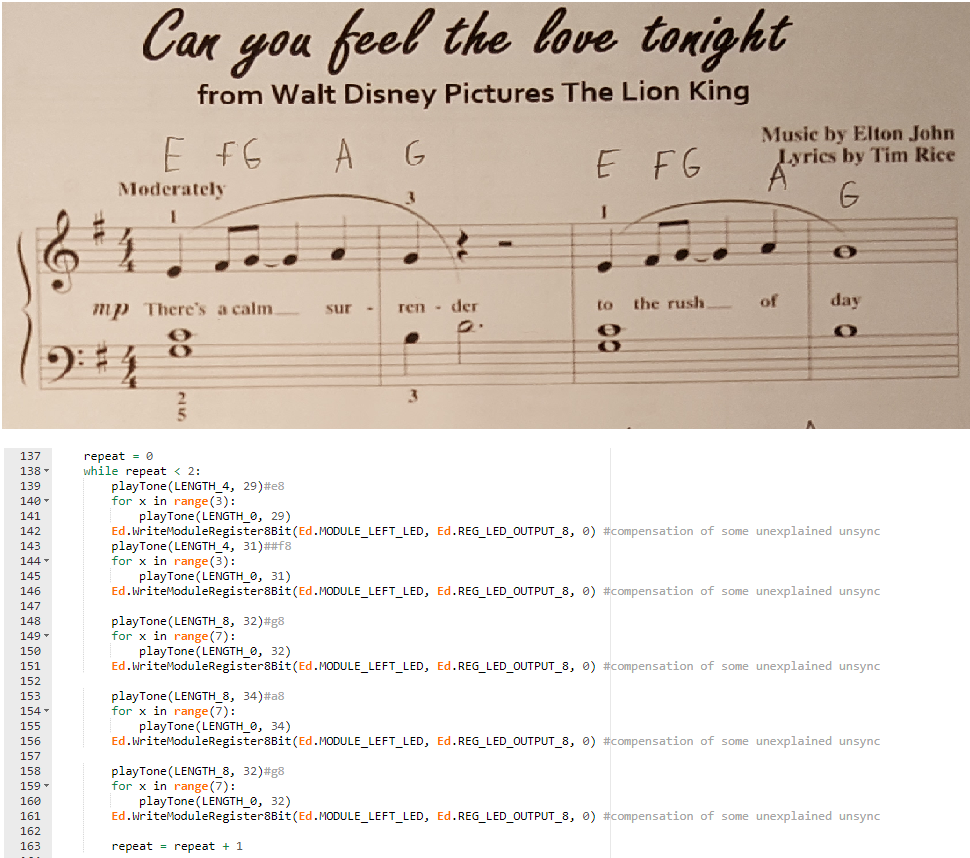 Can you feel the love tonight
from Walt Disney Pictures The Lion King
Music by Elton John
Lyrics by Tim Rice
E FG A G E FG A G
Moderately
1 3 1
4 4
mp There's a calm__ sur - ren - der to the rush__ of day
4 4
2 3
5
137 repeat = 0
138 while repeat < 2:
139 playTone(LENGTH_4, 29)#e8
140 for x in range(3):
141 playTone(LENGTH_0, 29)
142 Ed.WriteModuleRegister8Bit(Ed.MODULE_LEFT_LED, Ed.REG_LED_OUTPUT_8, 0) #compensation of some unexplained unsync
143 playTone(LENGTH_4, 31)##f8
144 for x in range(3):
145 playTone(LENGTH_0, 31)
146 Ed.WriteModuleRegister8Bit(Ed.MODULE_LEFT_LED, Ed.REG_LED_OUTPUT_8, 0) #compensation of some unexplained unsync
147
148 playTone(LENGTH_8, 32)#g8
149 for x in range(7):
150 playTone(LENGTH_0, 32)
151 Ed.WriteModuleRegister8Bit(Ed.MODULE_LEFT_LED, Ed.REG_LED_OUTPUT_8, 0) #compensation of some unexplained unsync
152
153 playTone(LENGTH_8, 34)#a8
154 for x in range(7):
155 playTone(LENGTH_0, 34)
156 Ed.WriteModuleRegister8Bit(Ed.MODULE_LEFT_LED, Ed.REG_LED_OUTPUT_8, 0) #compensation of some unexplained unsync
157
158 playTone(LENGTH_8, 32)#g8
159 for x in range(7):
160 playTone(LENGTH_0, 32)
161 Ed.WriteModuleRegister8Bit(Ed.MODULE_LEFT_LED, Ed.REG_LED_OUTPUT_8, 0) #compensation of some unexplained unsync
162
163 repeat = repeat + 1